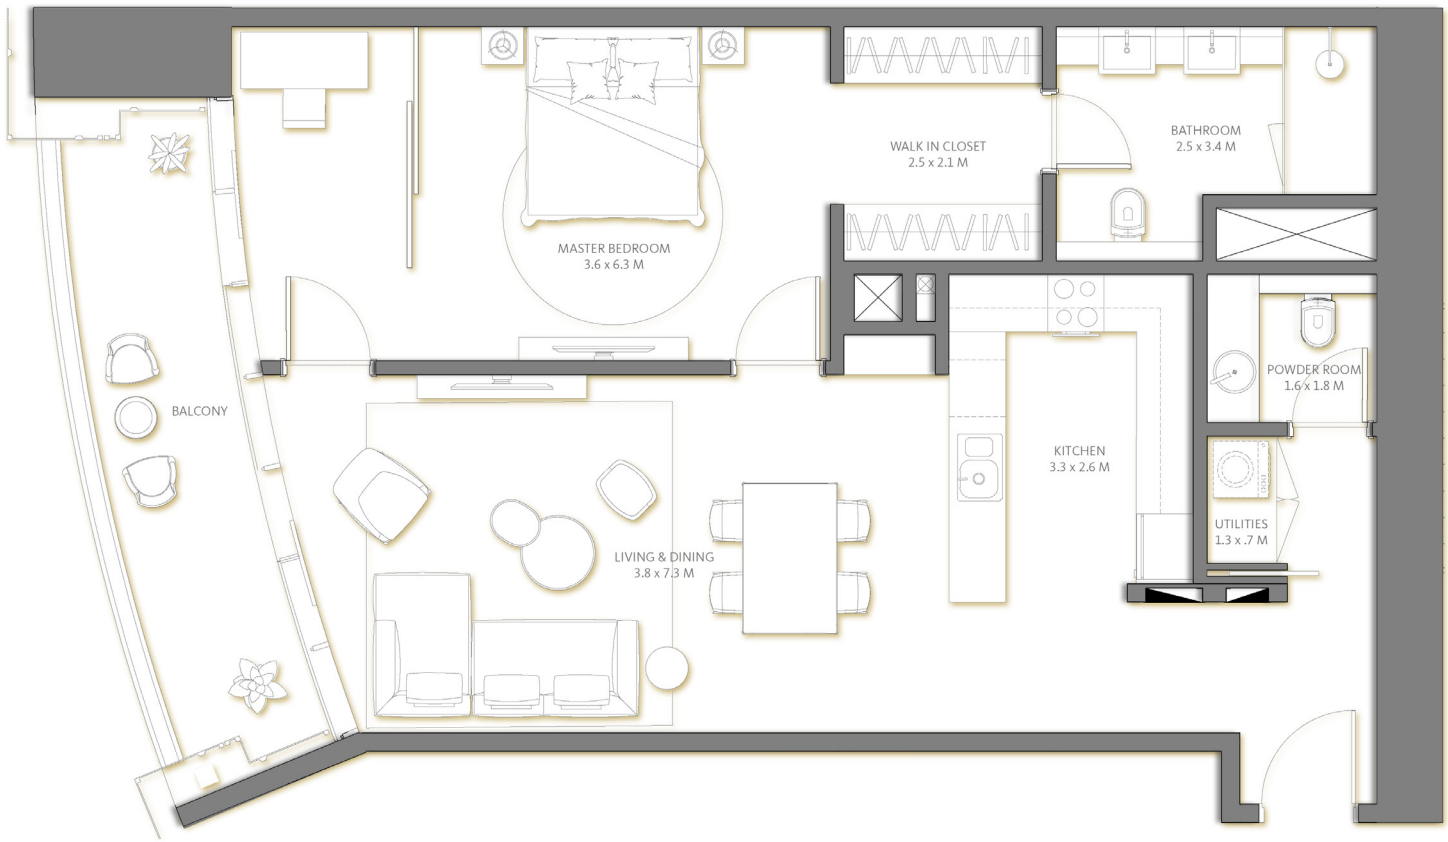 WALK IN CLOSET
2.5 x 2.1 M
BATHROOM
2.5 x 3.4 M
MASTER BEDROOM
3.6 x 6.3 M
POWDER ROOM
1.6 x 1.8 M
BALCONY
KITCHEN
3.3 x 2.6 M
UTILITIES
1.3 x .7 M
LIVING & DINING
3.8 x 7.3 M